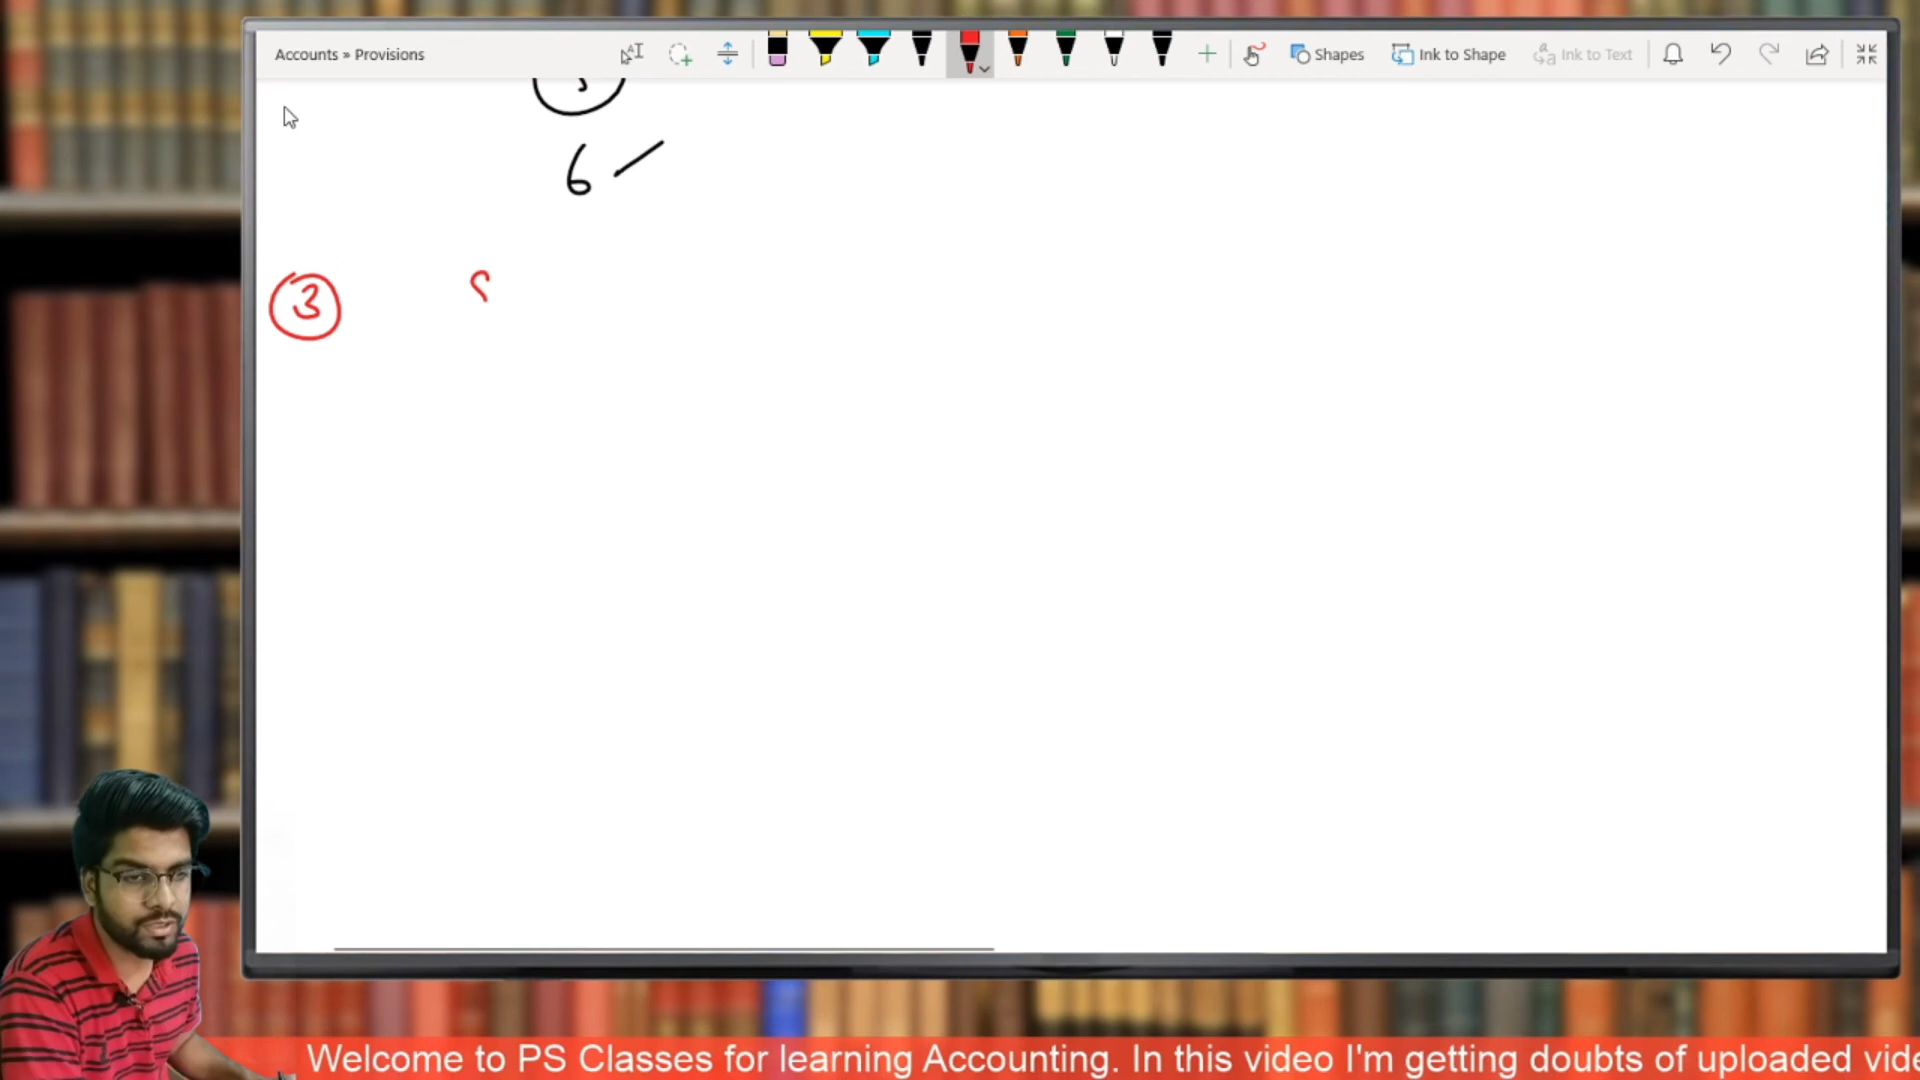 Accounts » Provisions
Shapes
Ink to Shape
Ink to Text
6
3
Welcome to PS Classes for learning Accounting. In this video I'm getting doubts of uploaded vide